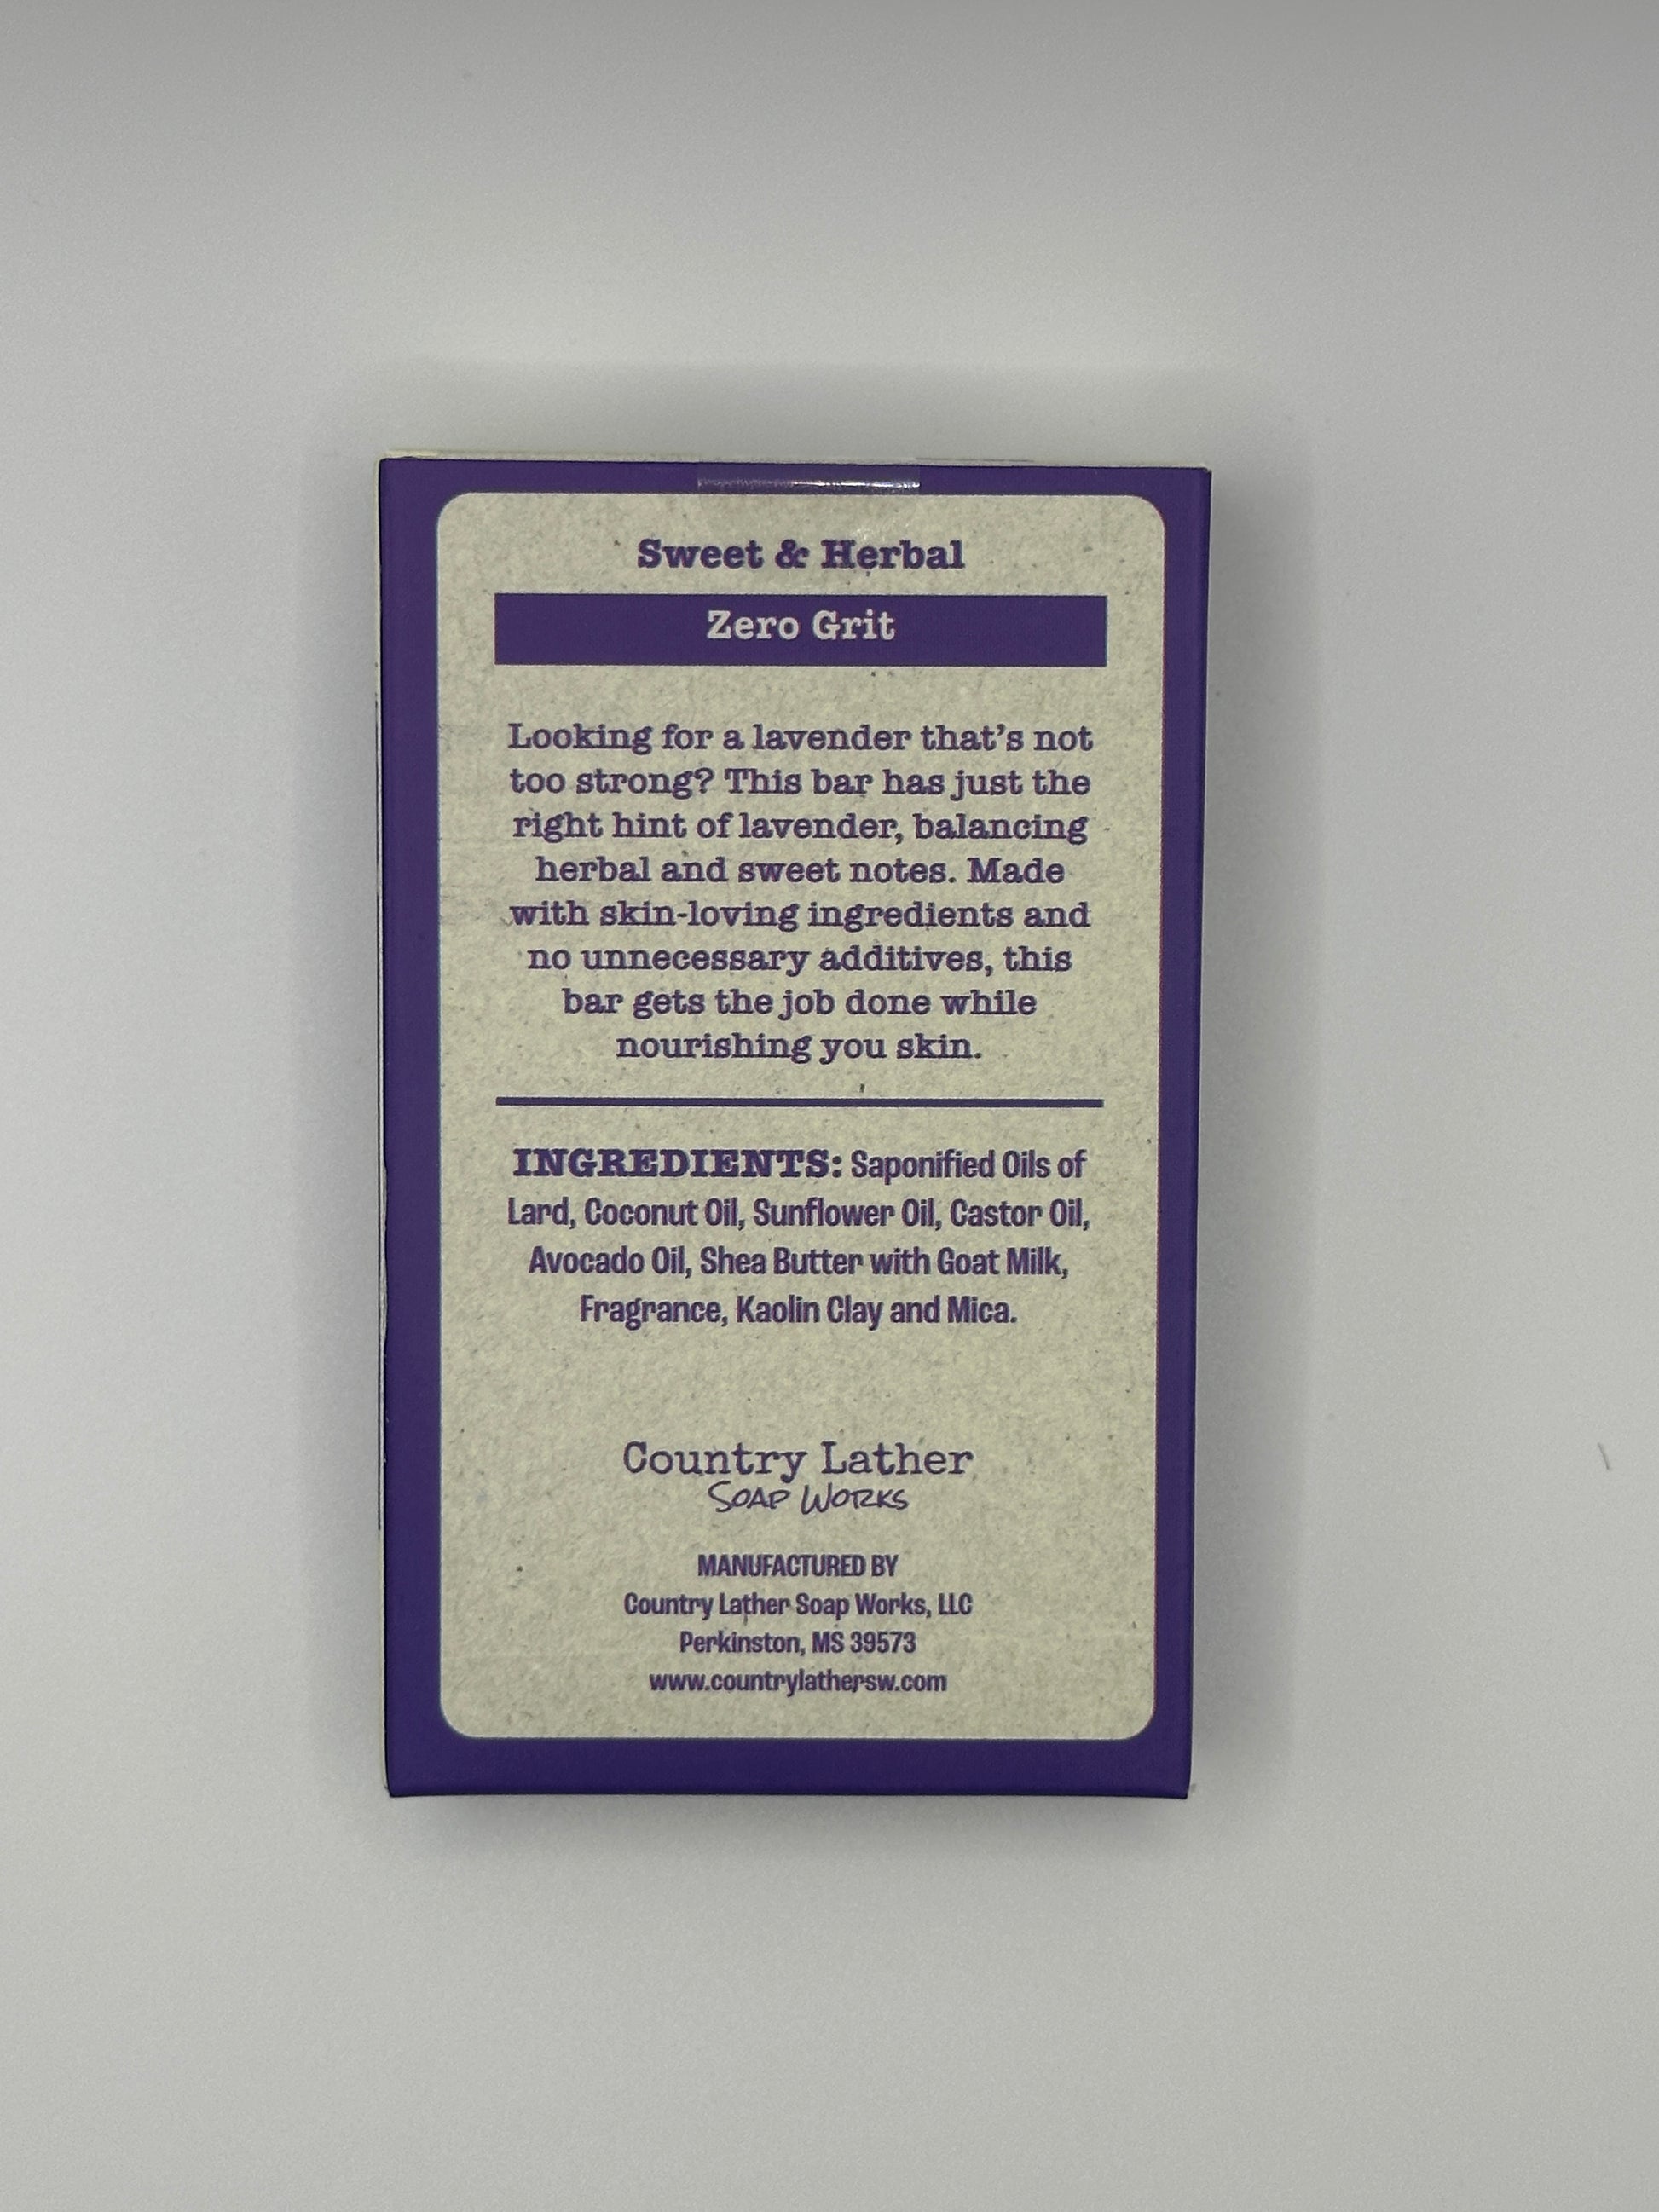 Sweet & Herbal
Zero Grit
Looking for a lavender that's not
too strong? This bar has just the
right hint of lavender, balancing
herbal and sweet notes. Made
with skin-loving ingredients and
no unnecessary additives, this
bar gets the job done while
nourishing you skin.
INGREDIENTS: Saponified Oils of
Lard, Coconut Oil, Sunflower Oil, Castor Oil,
Avocado Oil, Shea Butter with Goat Milk,
Fragrance, Kaolin Clay and Mica.
Country Lather
SOAP WORKS
MANUFACTURED BY
Country Lather Soap Works, LLC
Perkinston, MS 39573
www.countrylathersw.com